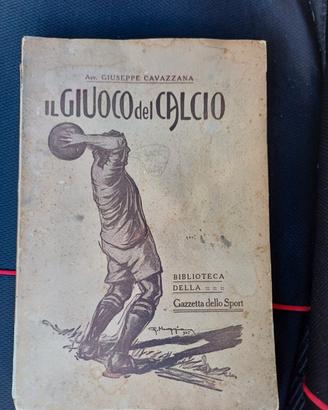 Avv. GIUSEPPE CAVAZZANA
IL GIUOCO del CALCIO
BIBLIOTECA
DELLA :: :: ::
Gazzetta dello Sport